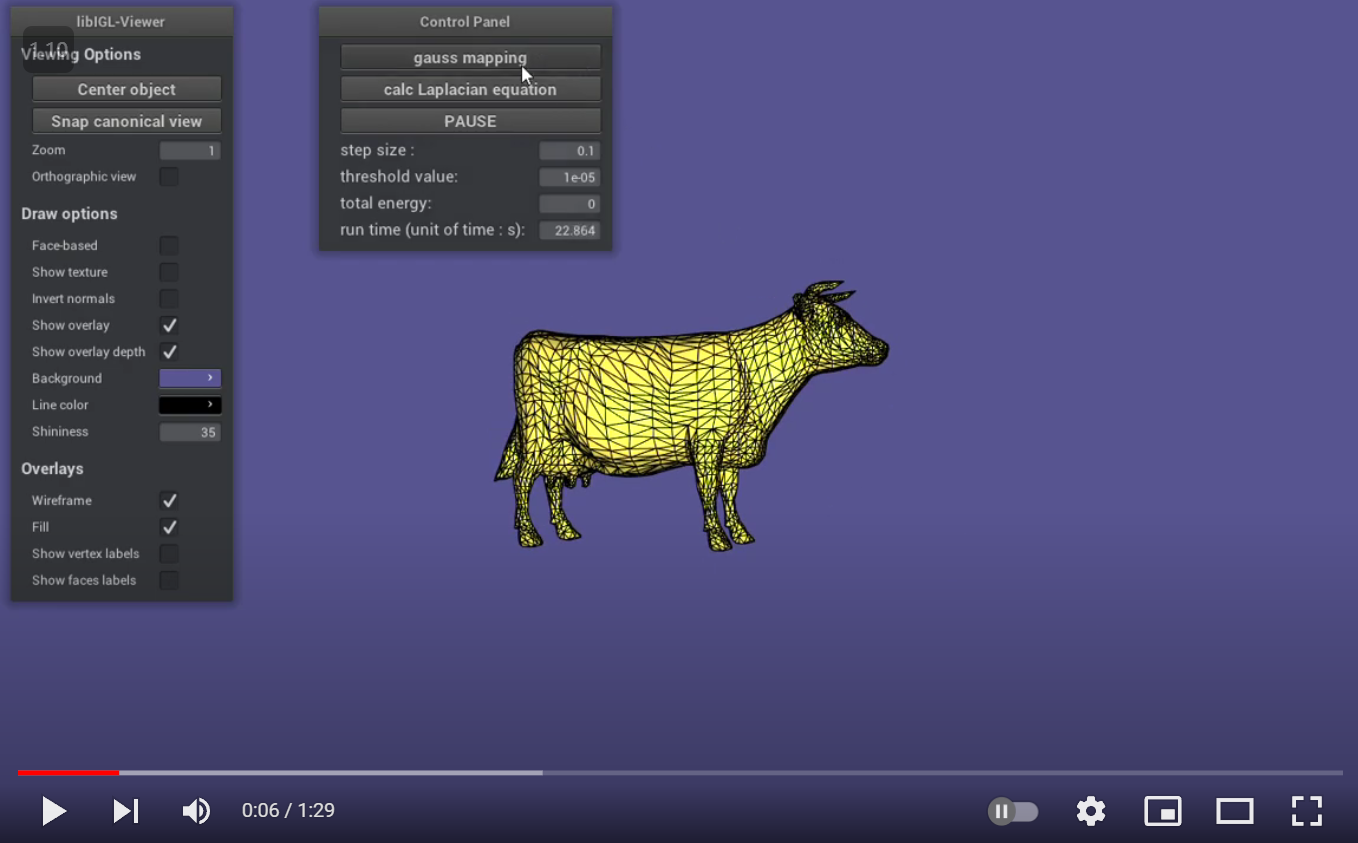 libIGL-Viewer
1.10
Viewing Options
Center object
Snap canonical view
Zoom 1
Orthographic view
Draw options
Face-based
Show texture
Invert normals
Show overlay
Show overlay depth
Background
Line color
Shininess 35
Overlays
Wireframe
Fill
Show vertex labels
Show faces labels
Control Panel
gauss mapping
calc Laplacian equation
PAUSE
step size : 0.1
threshold value: 1e-05
total energy: 0
run time (unit of time : s): 22.864
0:06 / 1:29